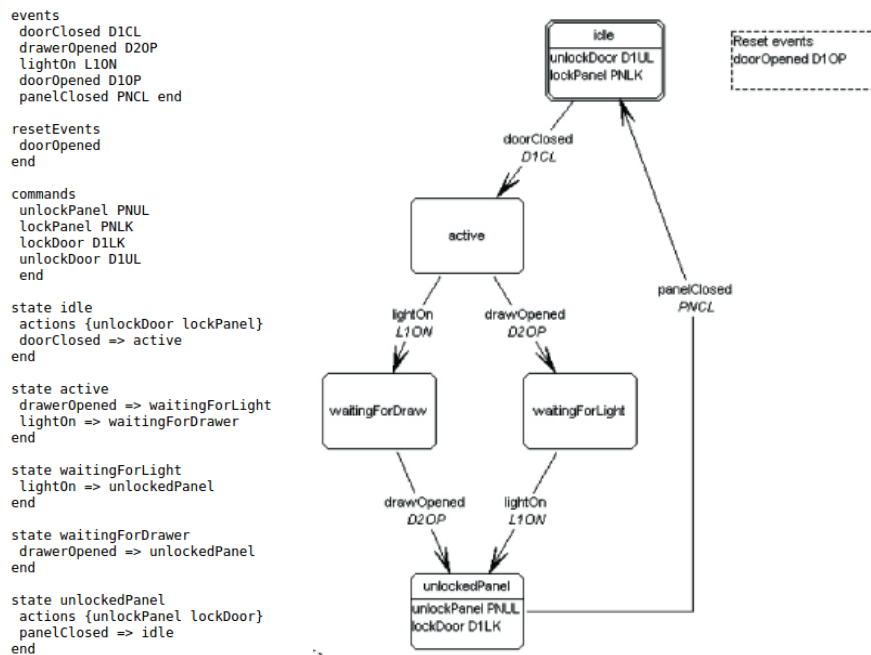 events
doorClosed D1CL
drawerOpened D2OP
lightOn L1ON
doorOpened D1OP
panelClosed PNCL end
resetEvents
doorOpened
end
commands
unlockPanel PNUL
lockPanel PNLK
lockDoor D1LK
unlockDoor D1UL
end
state idle
actions {unlockDoor lockPanel}
doorClosed => active
end
state active
drawerOpened => waitingForLight
lightOn => waitingForDrawer
end
state waitingForLight
lightOn => unlockedPanel
end
state waitingForDrawer
drawerOpened => unlockedPanel
end
state unlockedPanel
actions {unlockPanel lockDoor}
panelClosed => idle
end
idle
unlockDoor D1UL
lockPanel PNLK
Reset events
doorOpened D1OP
doorClosed
D1CL
active
lightOn
L1ON
drawOpened
D2OP
panelClosed
PNCL
waitingForDraw
waitingForLight
drawOpened
D2OP
lightOn
L1ON
unlockedPanel
unlockPanel PNUL
lockDoor D1LK